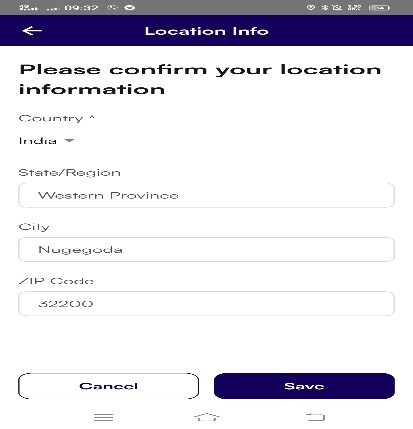 09:32
Location Info
Please confirm your location
information
Country *
India
State/Region
Western Province
City
Nugegoda
ZIP Code
32200
Cancel
Save